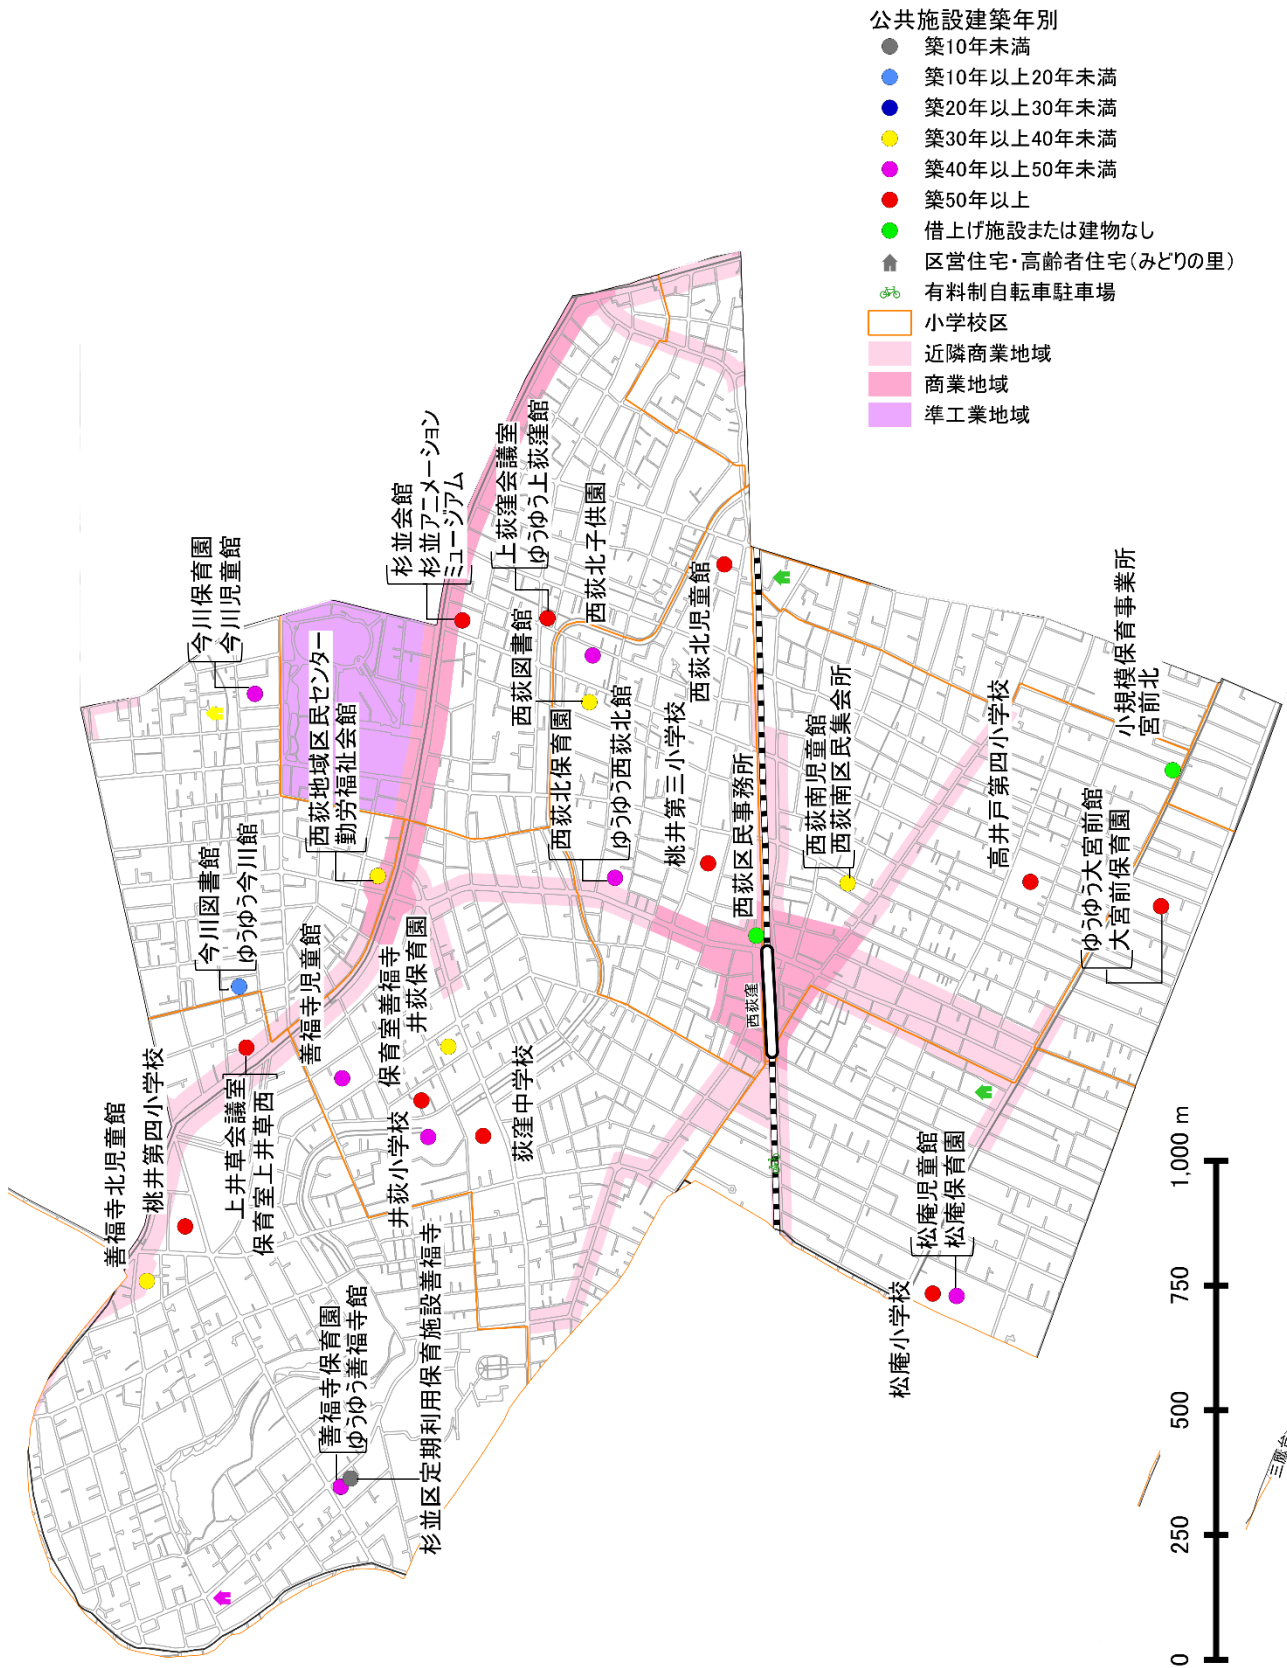 公共施設建築年別
築10年未満
築10年以上20年未満
築20年以上30年未満
築30年以上40年未満
築40年以上50年未満
築50年以上
借上げ施設または建物なし
区営住宅・高齢者住宅(みどりの里)
有料制自転車駐車場
小学校区
近隣商業地域
商業地域
準工業地域
今川保育園
今川児童館
杉並会館
杉並アニメーション
ミュージアム
上荻窪会議室
ゆうゆう上荻窪館
西荻北子供園
西荻図書館
西荻北児童館
西荻地域区民センター
勤労福祉会館
西荻北保育園
ゆうゆう西荻北館
桃井第三小学校
西荻区民事務所
西荻南児童館
西荻南区民集会所
高井戸第四小学校
小規模保育事業所
宮前北
ゆうゆう大宮前館
大宮前保育園
今川図書館
ゆうゆう今川館
善福寺児童館
保育室善福寺
井荻保育園
西荻窪
善福寺北児童館
桃井第四小学校
上井草会議室
保育室上井草西
井荻小学校
荻窪中学校
善福寺保育園
ゆうゆう善福寺館
杉並区定期利用保育施設善福寺
松庵児童館
松庵保育園
松庵小学校
0
250
500
750
1,000 m
三鷹台